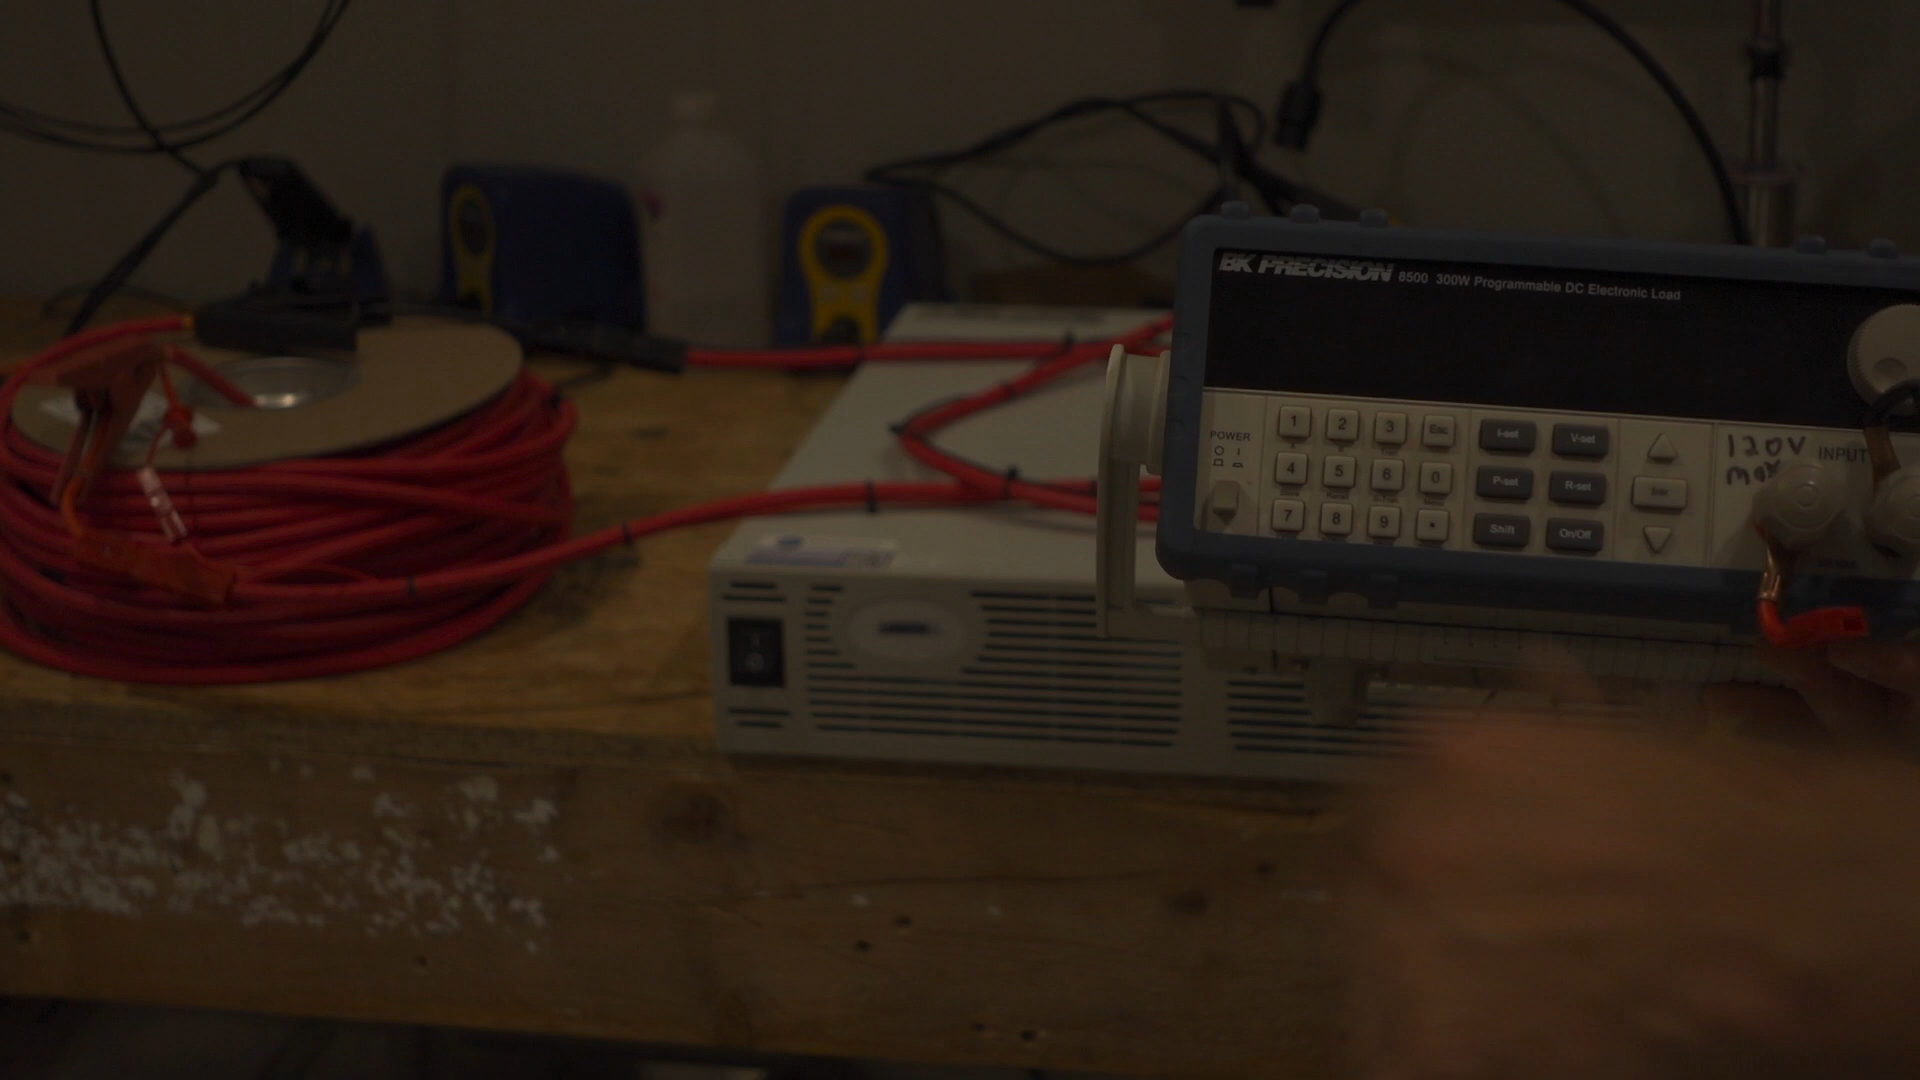 BK PRECISION 8500 300W Programmable DC Electronic Load
POWER
1 2 3 Esc
4 5 6 0
7 8 9 .
I-set V-set
P-set R-set
Shift On/Off
Enter
120V
MAX
INPUT